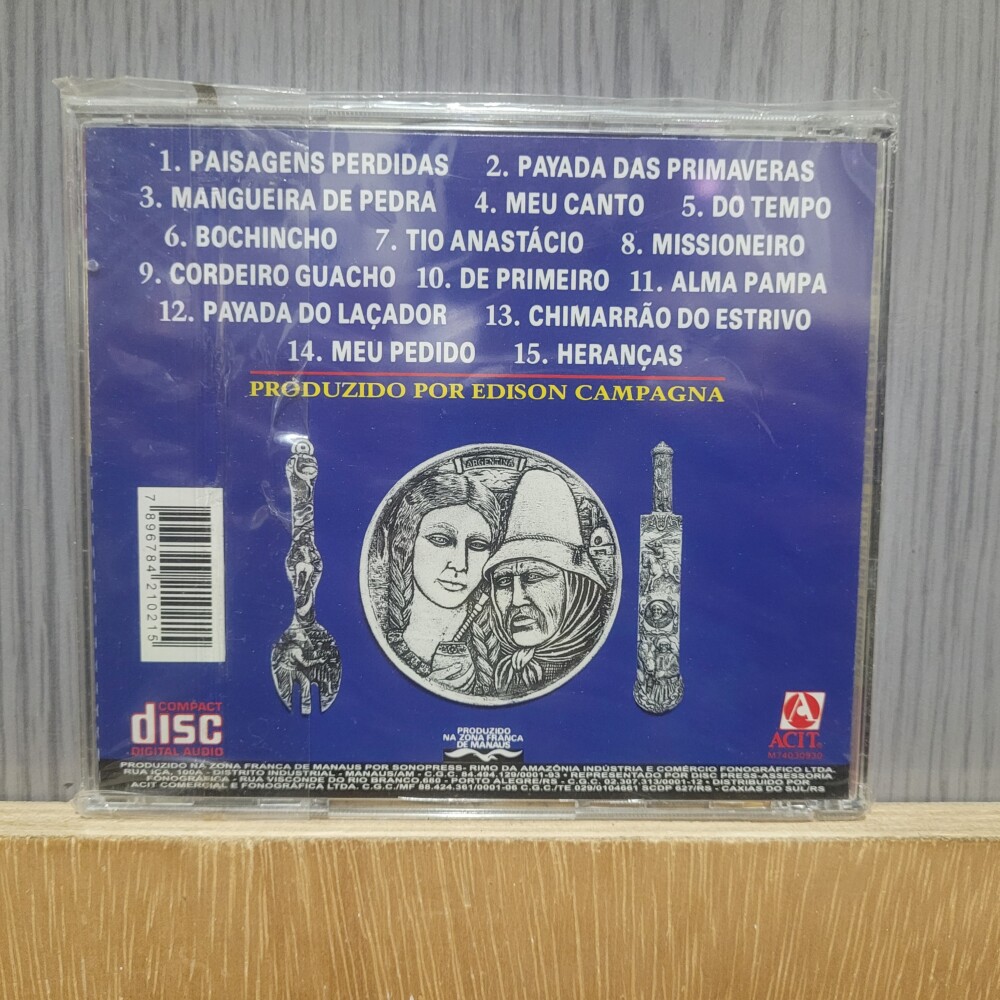 1. PAISAGENS PERDIDAS 2. PAYADA DAS PRIMAVERAS
3. MANGUEIRA DE PEDRA 4. MEU CANTO 5. DO TEMPO
6. BOCHINCHO 7. TIO ANASTÁCIO 8. MISSIONEIRO
9. CORDEIRO GUACHO 10. DE PRIMEIRO 11. ALMA PAMPA
12. PAYADA DO LAÇADOR 13. CHIMARRÃO DO ESTRIVO
14. MEU PEDIDO 15. HERANÇAS
PRODUZIDO POR EDISON CAMPAGNA
ARGENTINA
7 896784 210215
COMPACT
disc
DIGITAL AUDIO
PRODUZIDO
NA ZONA FRANCA
DE MANAUS
ACIT
PRODUZIDO NA ZONA FRANCA DE MANAUS POR SONOPRESS- RIMO DA AMAZÔNIA INDÚSTRIA E COMÉRCIO FONOGRÁFICO LTDA
RUA IÇA, 100A - DISTRITO INDUSTRIAL - MANAUS/AM - C.G.C. 84.494.129/0001-93 - REPRESENTADO POR DISC PRESS-ASSESSORIA
FONOGRÁFICA - RUA VISCONDE DO RIO BRANCO,680 - PORTO ALEGRE/RS - C.G.C. 02.307.313/0001-12 - DISTRIBUIDO POR
ACIT COMERCIAL E FONOGRÁFICA LTDA. C.G.C./MF 88.424.361/0001-06 C.G.C./TE 029/0104661 SCDP 627/RS - CAXIAS DO SUL/RS